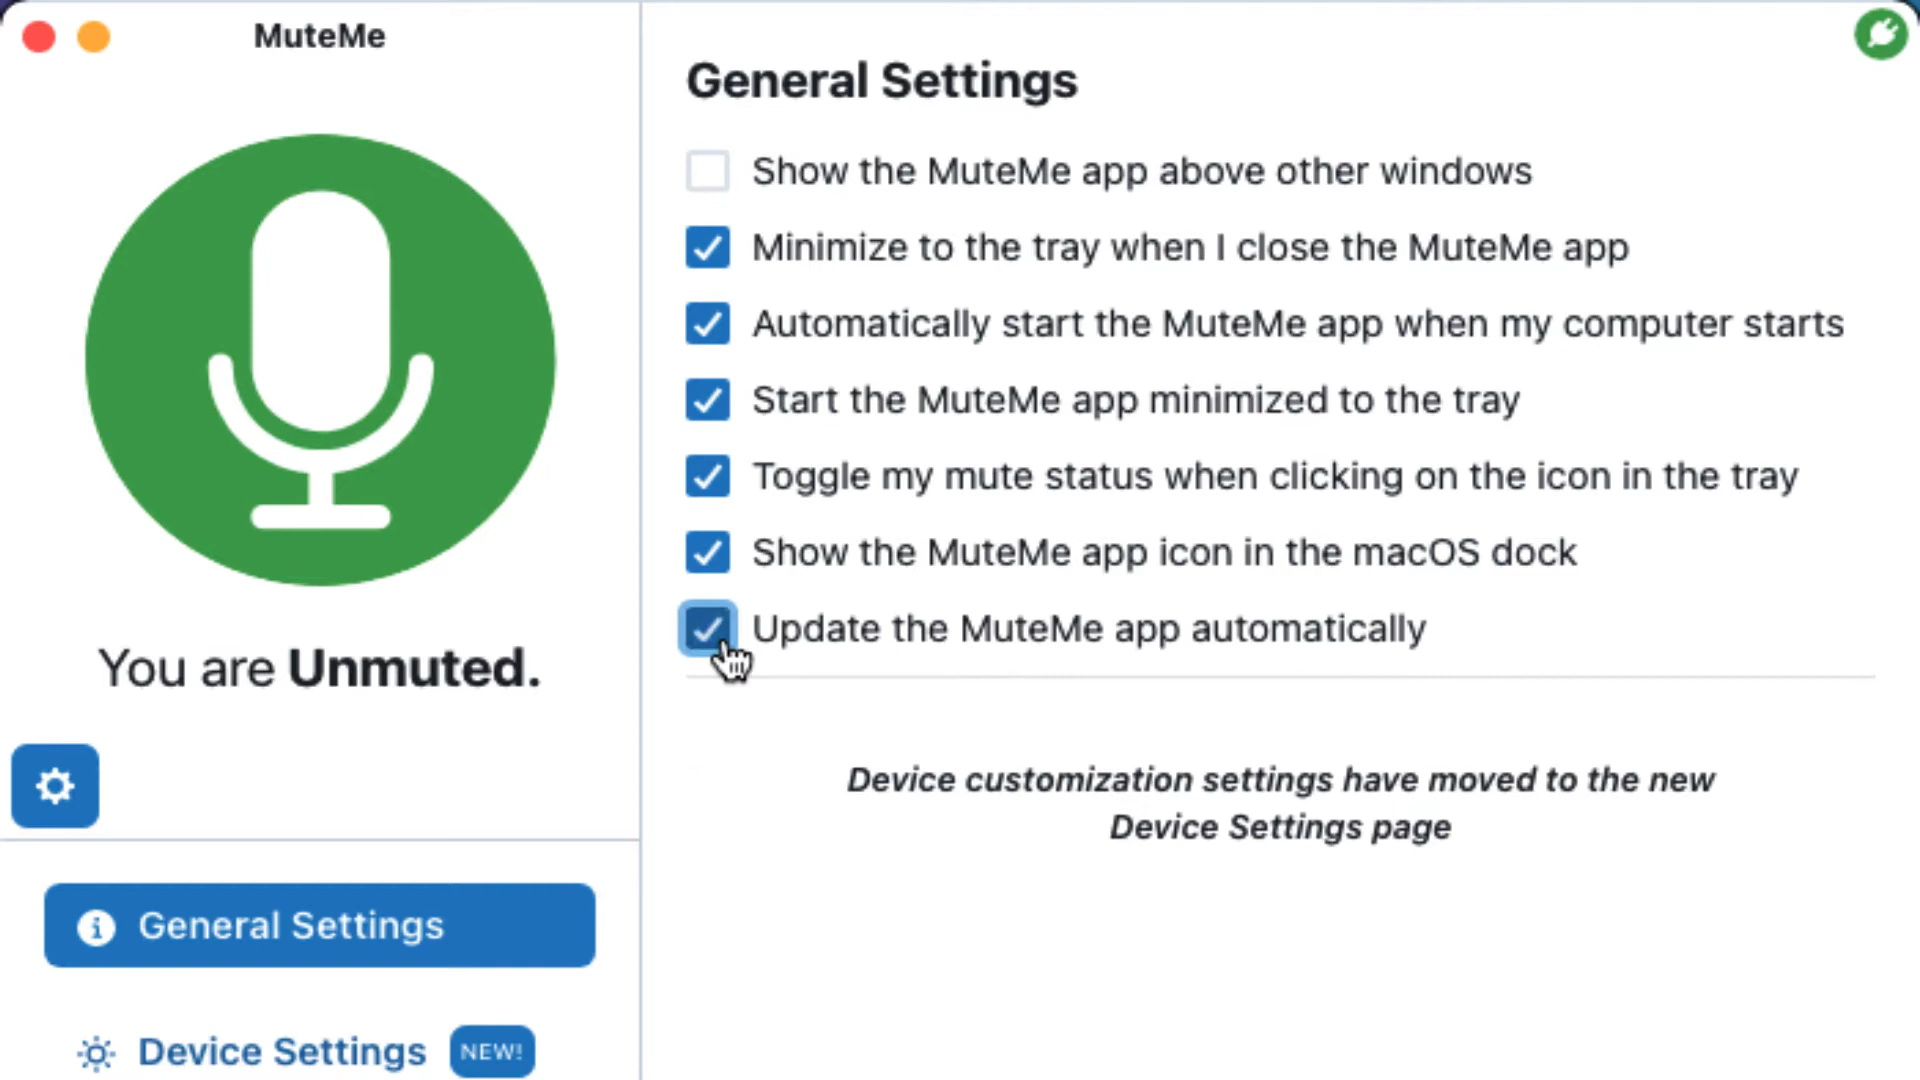 MuteMe
You are Unmuted.
General Settings
Device Settings NEW!
General Settings
Show the MuteMe app above other windows
Minimize to the tray when I close the MuteMe app
Automatically start the MuteMe app when my computer starts
Start the MuteMe app minimized to the tray
Toggle my mute status when clicking on the icon in the tray
Show the MuteMe app icon in the macOS dock
Update the MuteMe app automatically
Device customization settings have moved to the new
Device Settings page